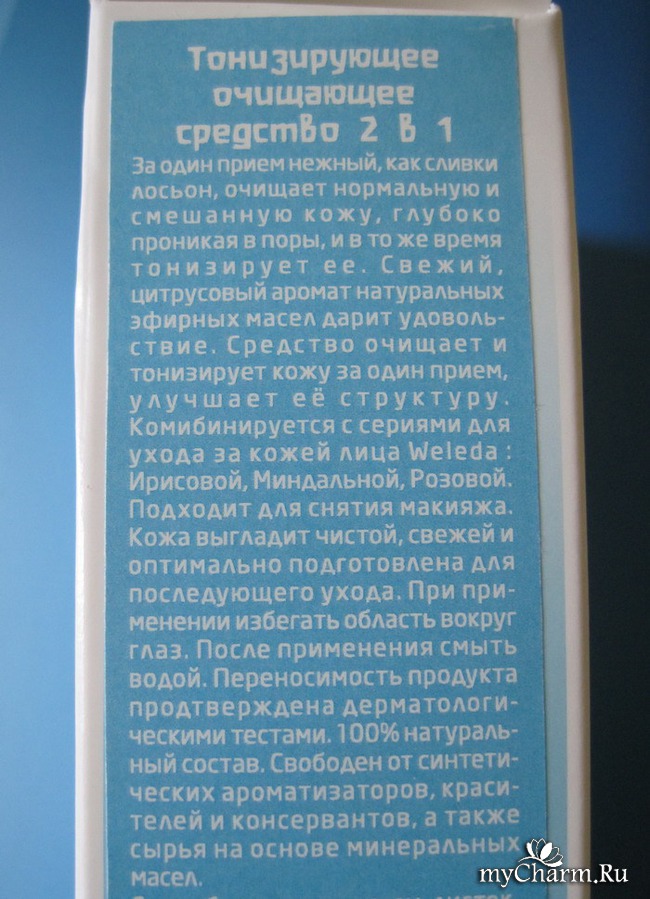 Тонизирующее
очищающее
средство 2 в 1
За один прием нежный, как сливки
лосьон, очищает нормальную и
смешанную кожу, глубоко
проникая в поры, и в то же время
тонизирует ее. Свежий,
цитрусовый аромат натуральных
эфирных масел дарит удоволь-
ствие. Средство очищает и
тонизирует кожу за один прием,
улучшает её структуру.
Комибинируется с сериями для
ухода за кожей лица Weleda :
Ирисовой, Миндальной, Розовой.
Подходит для снятия макияжа.
Кожа выгладит чистой, свежей и
оптимально подготовлена для
последующего ухода. При при-
менении избегать область вокруг
глаз. После применения смыть
водой. Переносимость продукта
продтверждена дерматологи-
ческими тестами. 100% натураль-
ный состав. Свободен от синтети-
ческих ароматизаторов, краси-
телей и консервантов, а также
сырья на основе минеральных
масел.
myCharm.Ru